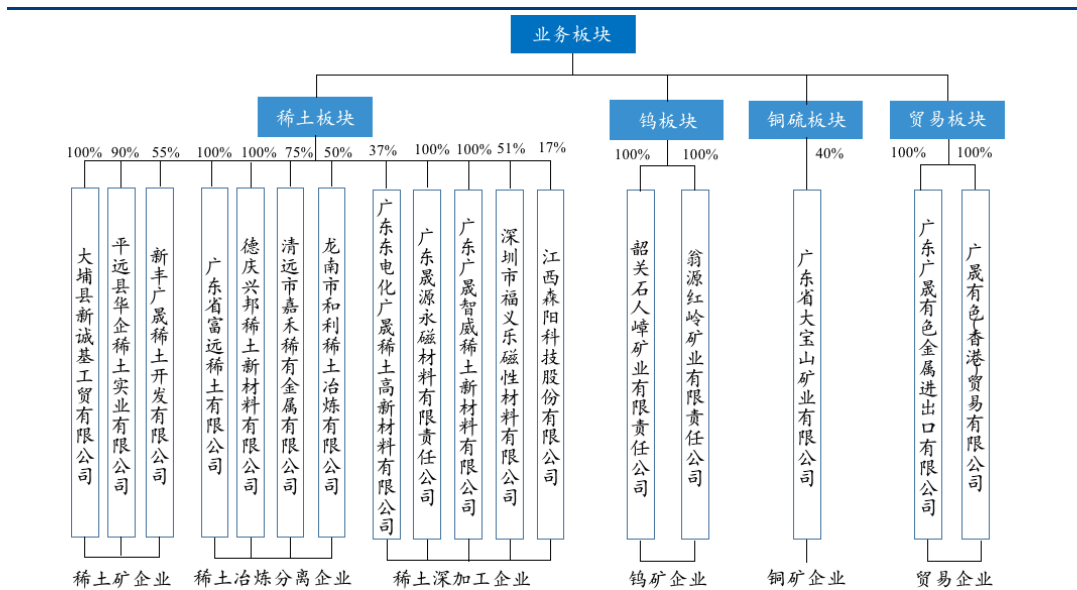 业务板块
稀土板块
钨板块
铜硫板块
贸易板块
100%
90%
55%
100%
100%
75%
50%
37%
100%
100%
51%
17%
100%
100%
40%
100%
100%
大埔县新诚基工贸有限公司
平远县华企稀土实业有限公司
新丰广晟稀土开发有限公司
广东省富远稀土有限公司
德庆兴邦稀土新材料有限公司
清远市嘉禾稀有金属有限公司
龙南市和利稀土冶炼有限公司
广东东电化广晟稀土高新材料有限公司
广东晟源永磁材料有限责任公司
广东广晟智威稀土新材料有限公司
深圳市福义乐磁性材料有限公司
江西森阳科技股份有限公司
韶关石人嶂矿业有限责任公司
翁源红岭矿业有限责任公司
广东省大宝山矿业有限公司
广东广晟有色金属进出口有限公司
广晟有色(香港)贸易有限公司
稀土矿企业
稀土冶炼分离企业
稀土深加工企业
钨矿企业
铜矿企业
贸易企业